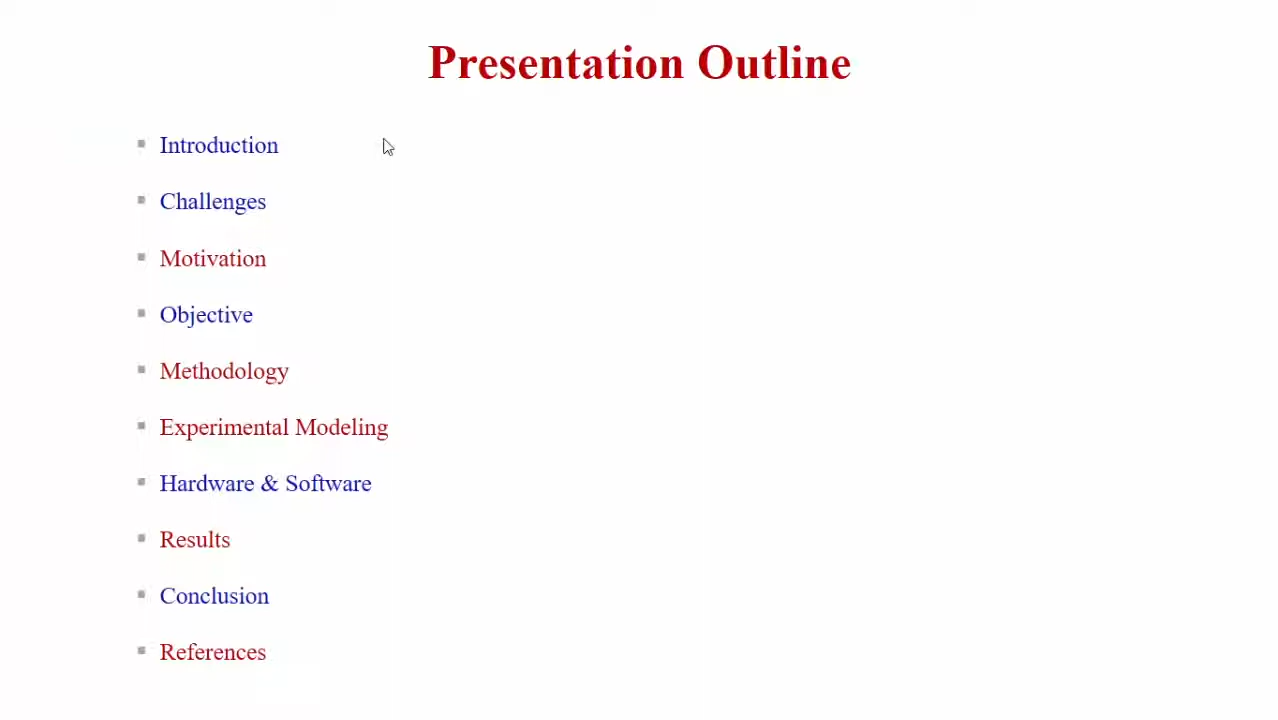 Presentation Outline
Introduction
Challenges
Motivation
Objective
Methodology
Experimental Modeling
Hardware & Software
Results
Conclusion
References